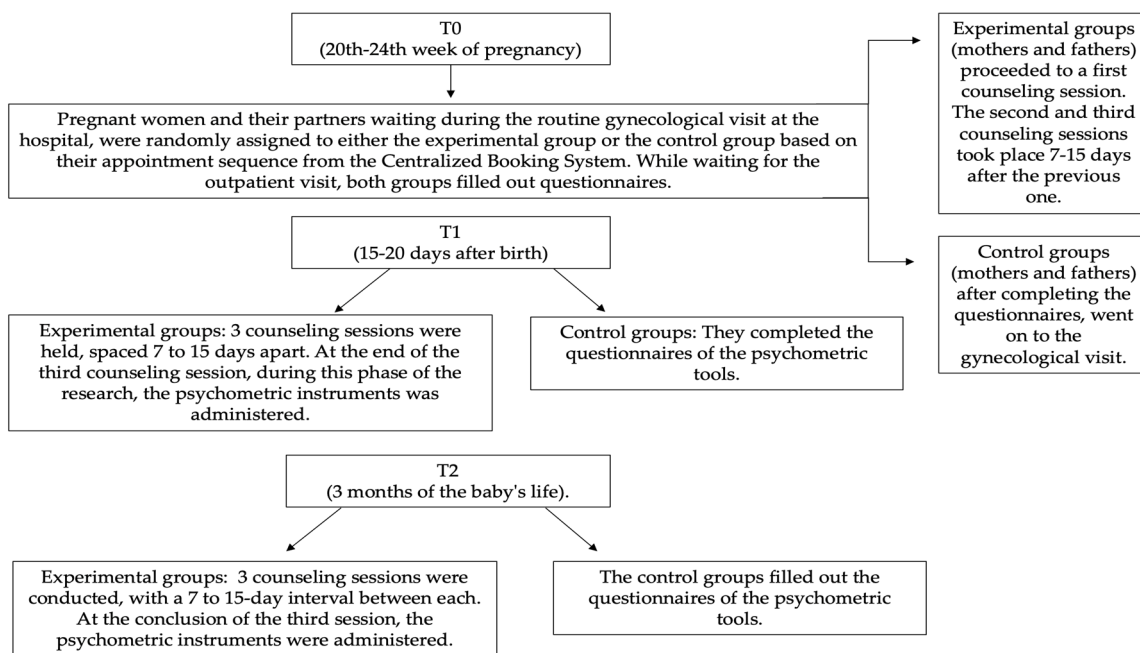 T0
(20th-24th week of pregnancy)
Pregnant women and their partners waiting during the routine gynecological visit at the
hospital, were randomly assigned to either the experimental group or the control group based on
their appointment sequence from the Centralized Booking System. While waiting for the
outpatient visit, both groups filled out questionnaires.
Experimental groups
(mothers and fathers)
proceeded to a first
counseling session.
The second and third
counseling sessions
took place 7-15 days
after the previous
one.
Control groups
(mothers and fathers)
after completing the
questionnaires, went
on to the
gynecological visit.
T1
(15-20 days after birth)
Experimental groups: 3 counseling sessions were
held, spaced 7 to 15 days apart. At the end of the
third counseling session, during this phase of the
research, the psychometric instruments was
administered.
Control groups: They completed the
questionnaires of the psychometric
tools.
T2
(3 months of the baby's life).
Experimental groups:  3 counseling sessions were
conducted, with a 7 to 15-day interval between each.
At the conclusion of the third session, the
psychometric instruments were administered.
The control groups filled out the
questionnaires of the psychometric
tools.